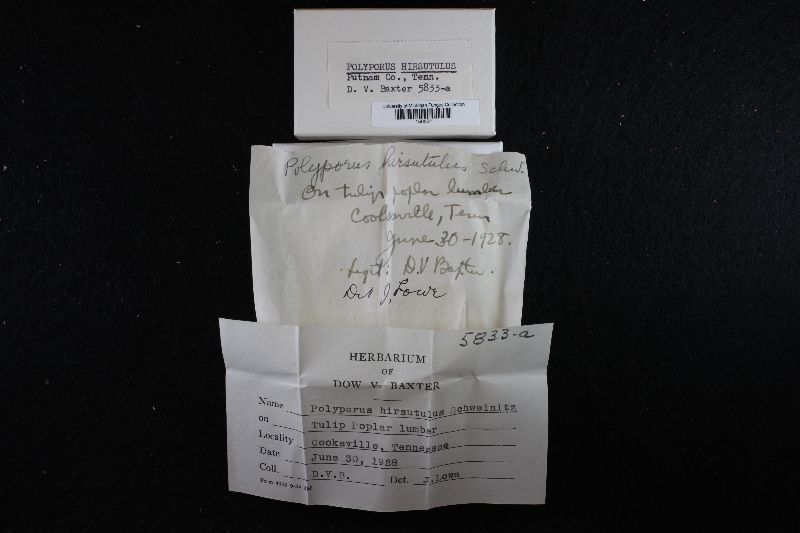 POLYPORUS HIRSUTULUS
Putnam Co., Tenn.
D. V. Baxter 5833-a
University of Michigan Fungus Collection
Polyporus hirsutulus Schw.
On tulip poplar lumber
Cooksville, Tenn
June 30-1928.
Legit: D.V Baxter.
Det J. Lowe
5833-a
HERBARIUM
OF
DOW V. BAXTER
Name Polyporus hirsutulus Schweinitz
on Tulip Poplar lumber
Locality Cooksville, Tennessee
Date June 30, 1928
Coll. D.V.B. Det. J.Lowe